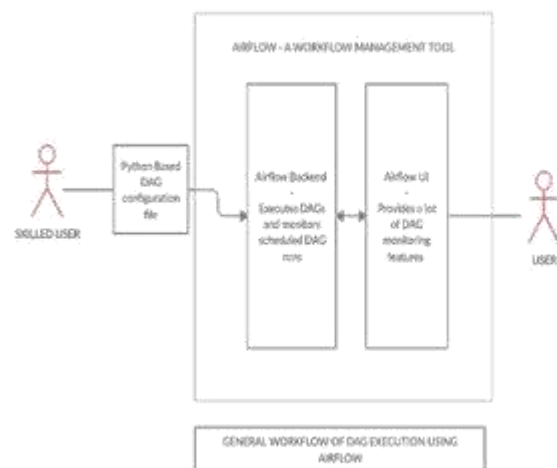 AIRFLOW - A WORKFLOW MANAGEMENT TOOL
Python Based
DAG
configuration
file
SKILLED USER
Airflow Backend
-
Executes DAGs
and monitors
scheduled DAG
runs
Airflow UI
-
Provides a lot
of DAG
monitoring
features
USER
GENERAL WORKFLOW OF DAG EXECUTION USING
AIRFLOW